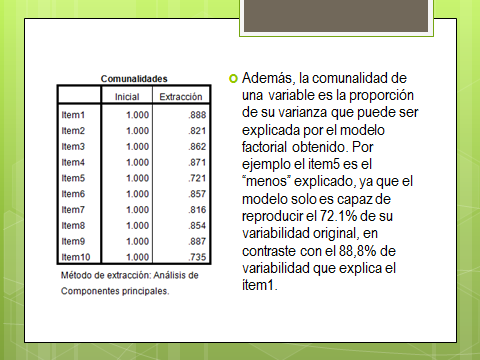 Comunalidades
Inicial Extracción
Item1 1.000 .888
Item2 1.000 .821
Item3 1.000 .862
Item4 1.000 .871
Item5 1.000 .721
Item6 1.000 .857
Item7 1.000 .816
Item8 1.000 .854
Item9 1.000 .887
Item10 1.000 .735
Método de extracción: Análisis de
Componentes principales.
Además, la comunalidad de
una variable es la proporción
de su varianza que puede ser
explicada por el modelo
factorial obtenido. Por
ejemplo el item5 es el
“menos” explicado, ya que el
modelo solo es capaz de
reproducir el 72.1% de su
variabilidad original, en
contraste con el 88,8% de
variabilidad que explica el
item1.